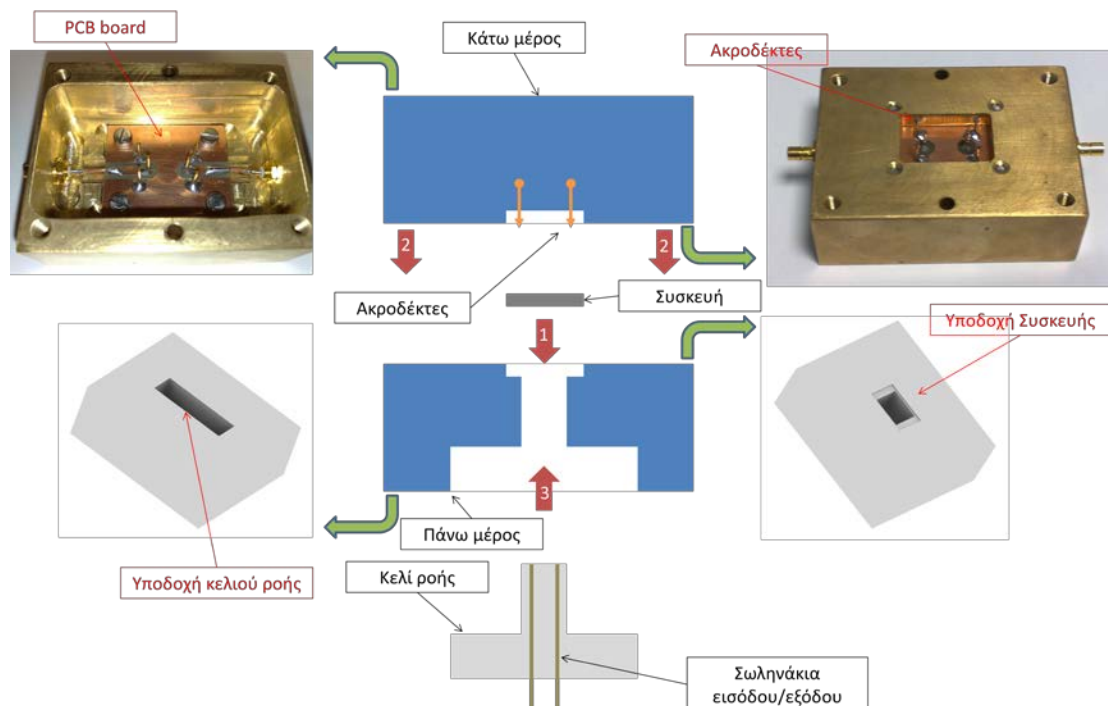 PCB board
Κάτω μέρος
Ακροδέκτες
2
2
Ακροδέκτες
Συσκευή
1
Υποδοχή Συσκευής
3
Πάνω μέρος
Υποδοχή κελιού ροής
Κελί ροής
Σωληνάκια
εισόδου/εξόδου